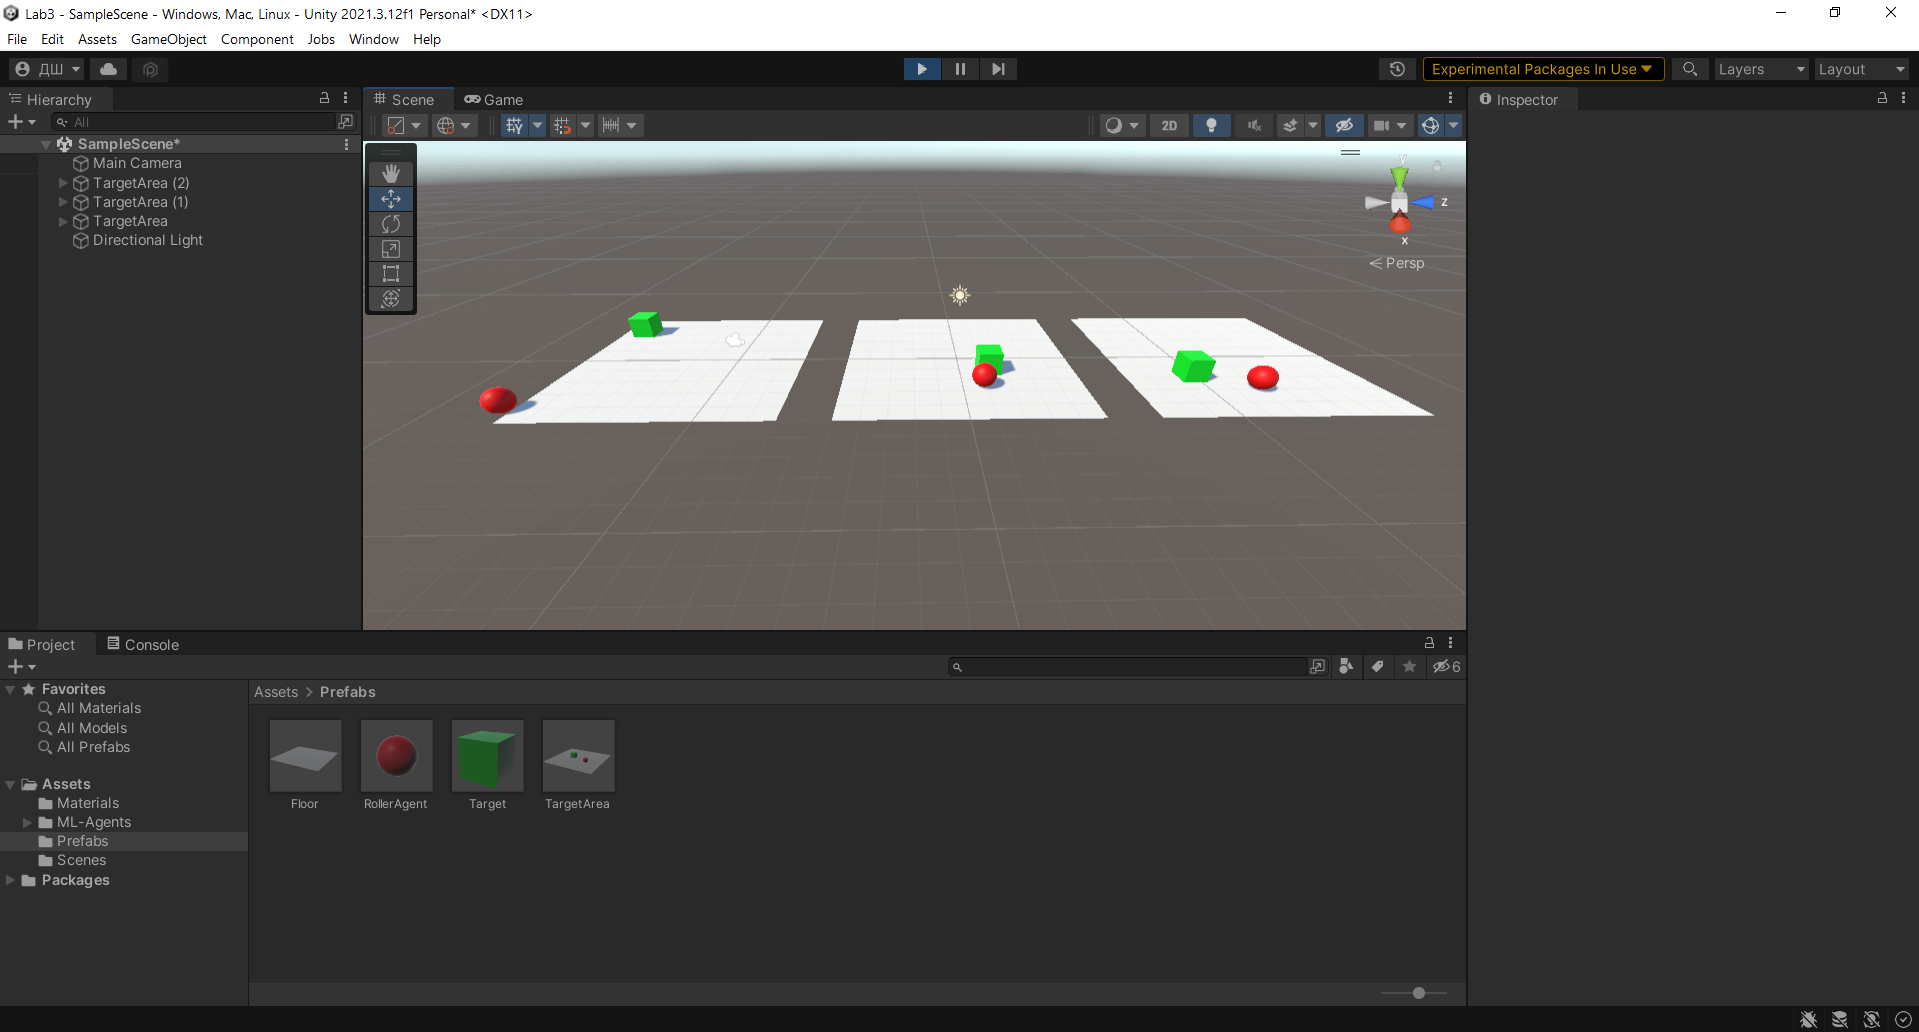 Lab3 - SampleScene - Windows, Mac, Linux - Unity 2021.3.12f1 Personal* <DX11>
File Edit Assets GameObject Component Jobs Window Help
ДШ
Experimental Packages In Use
Layers
Layout
Hierarchy
All
SampleScene*
Main Camera
TargetArea (2)
TargetArea (1)
TargetArea
Directional Light
Scene
Game
2D
y
z
x
Persp
Inspector
Project
Console
6
Favorites
All Materials
All Models
All Prefabs
Assets
Materials
ML-Agents
Prefabs
Scenes
Packages
Assets > Prefabs
Floor
RollerAgent
Target
TargetArea